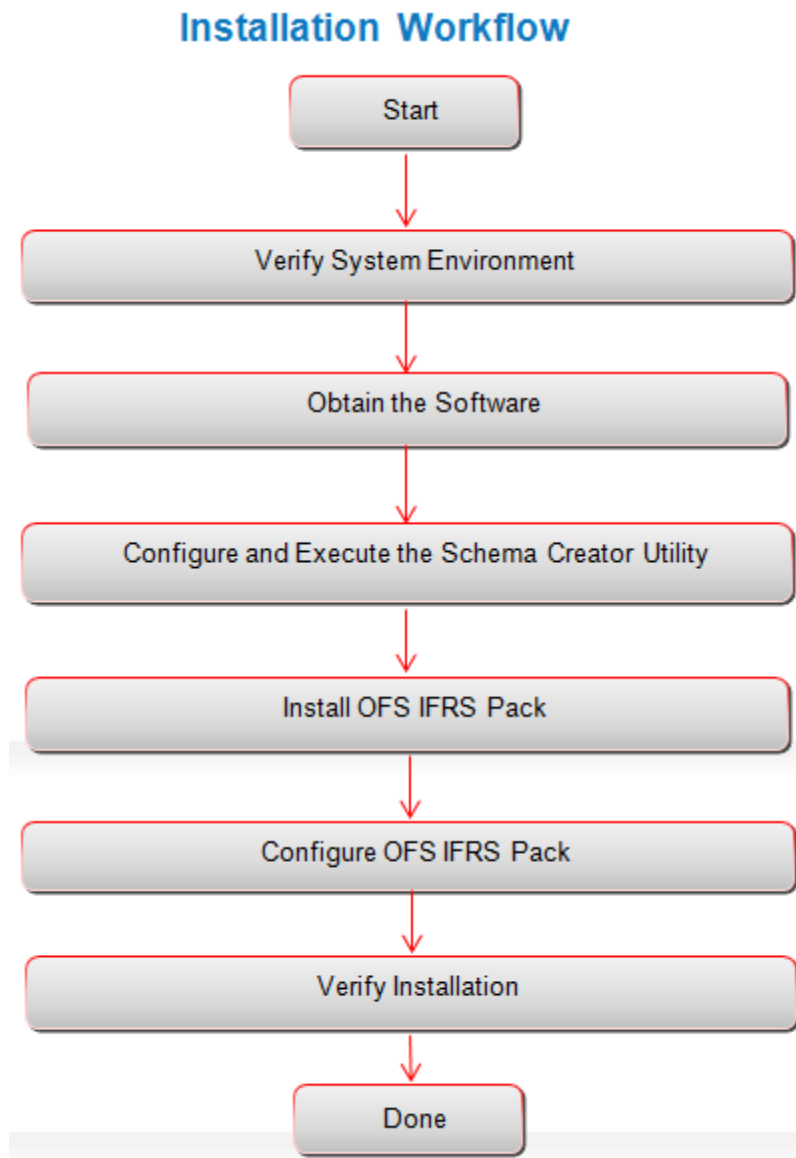 Installation Workflow
Start
Verify System Environment
Obtain the Software
Configure and Execute the Schema Creator Utility
Install OFS IFRS Pack
Configure OFS IFRS Pack
Verify Installation
Done